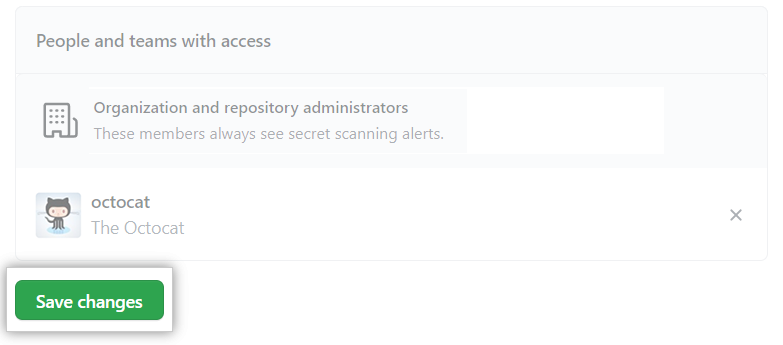 People and teams with access
Organization and repository administrators
These members always see secret scanning alerts.
octocat
The Octocat
Save changes